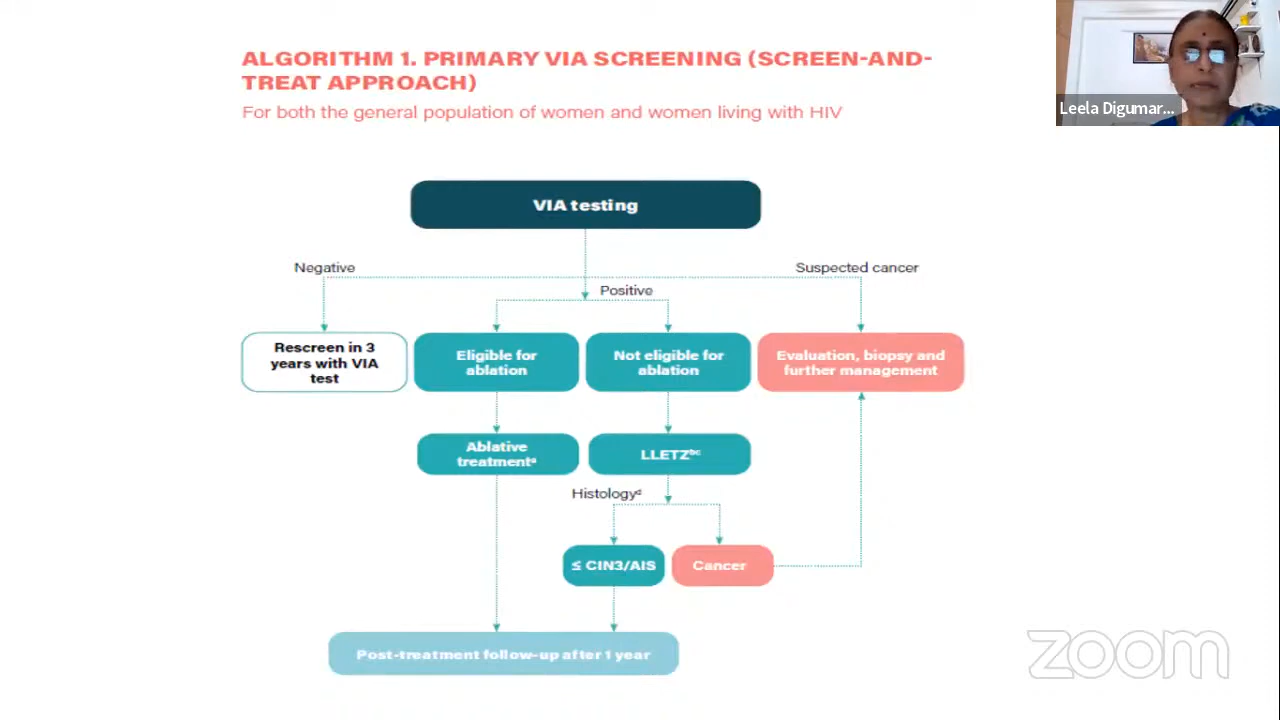 ALGORITHM 1. PRIMARY VIA SCREENING (SCREEN-AND-
TREAT APPROACH)
For both the general population of women and women living with HIV
Leela Digumar...
VIA testing
Negative
Suspected cancer
Positive
Rescreen in 3
years with VIA
test
Eligible for
ablation
Not eligible for
ablation
Evaluation, biopsy and
further management
Ablative
treatmentᵃ
LLETZᵇᶜ
Histologyᵈ
≤ CIN3/AIS
Cancer
Post-treatment follow-up after 1 year
zoom